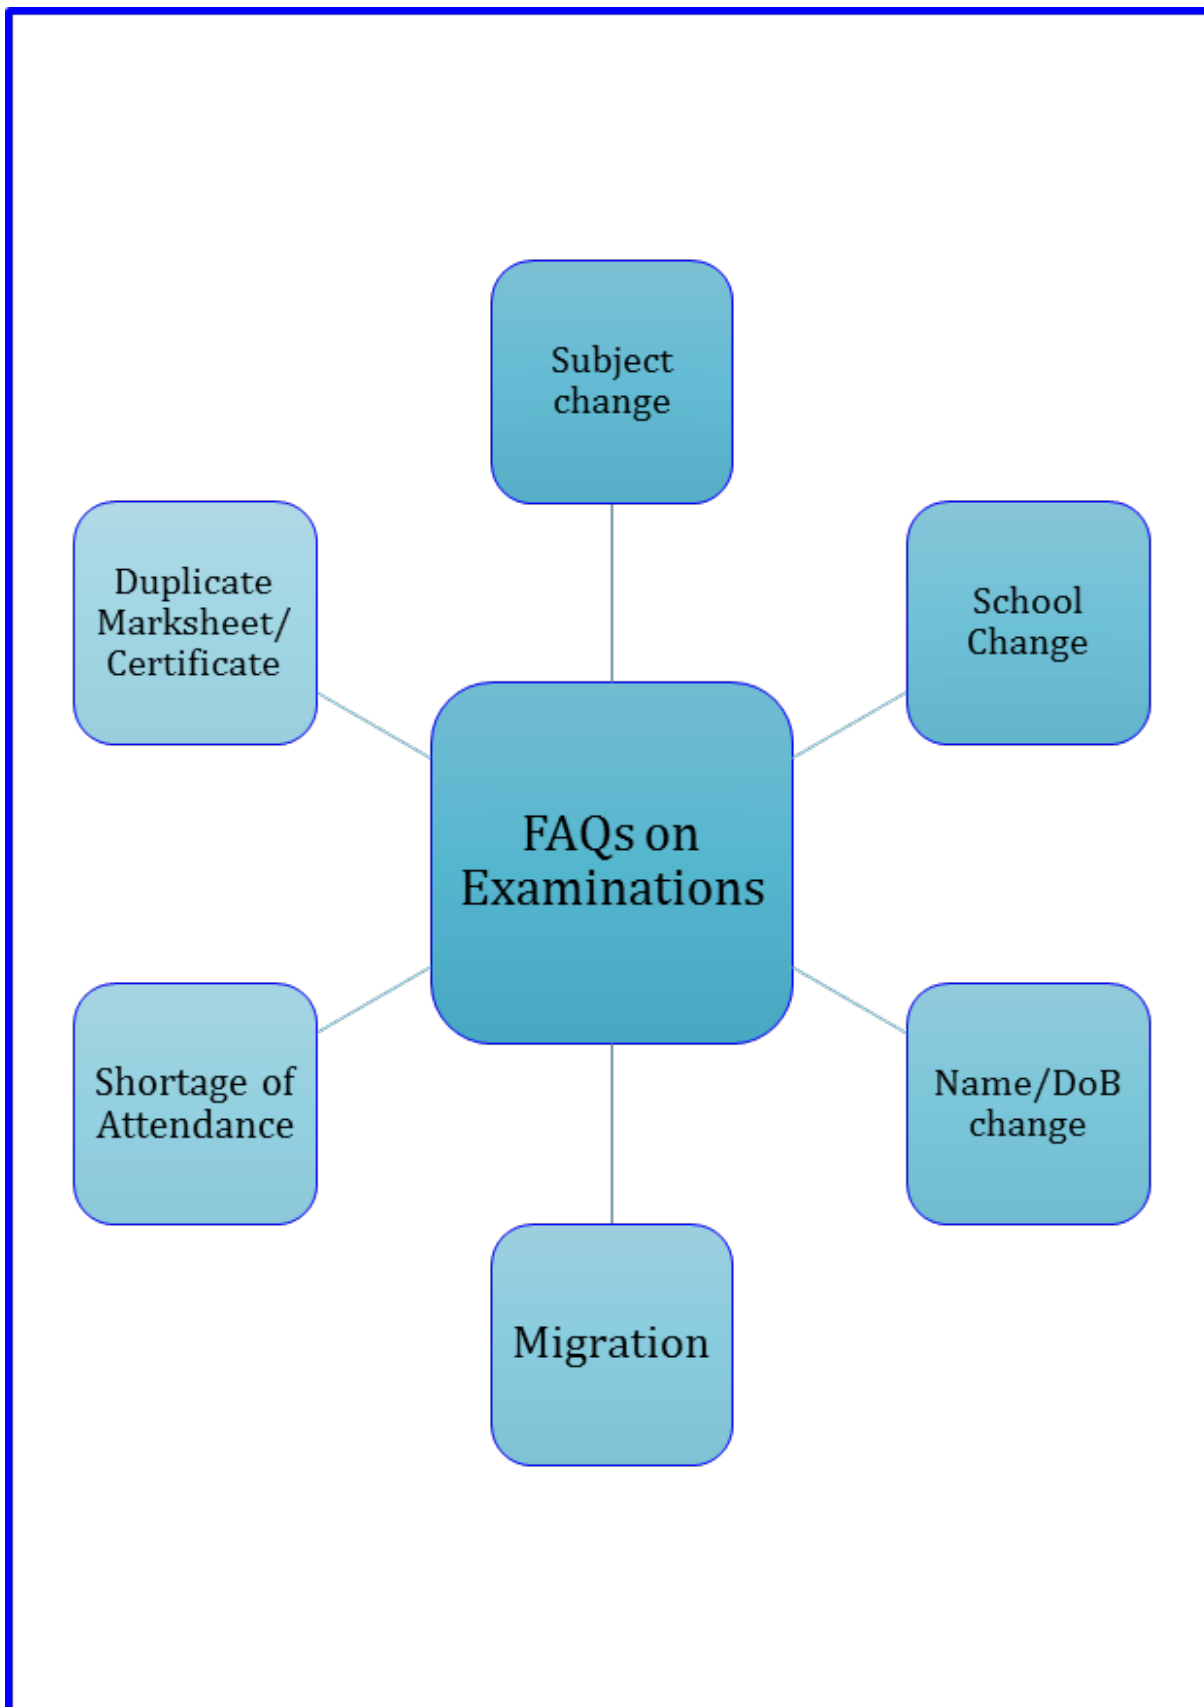 Subject
change
Duplicate
Marksheet/
Certificate
School
Change
FAQs on
Examinations
Shortage of
Attendance
Name/DoB
change
Migration